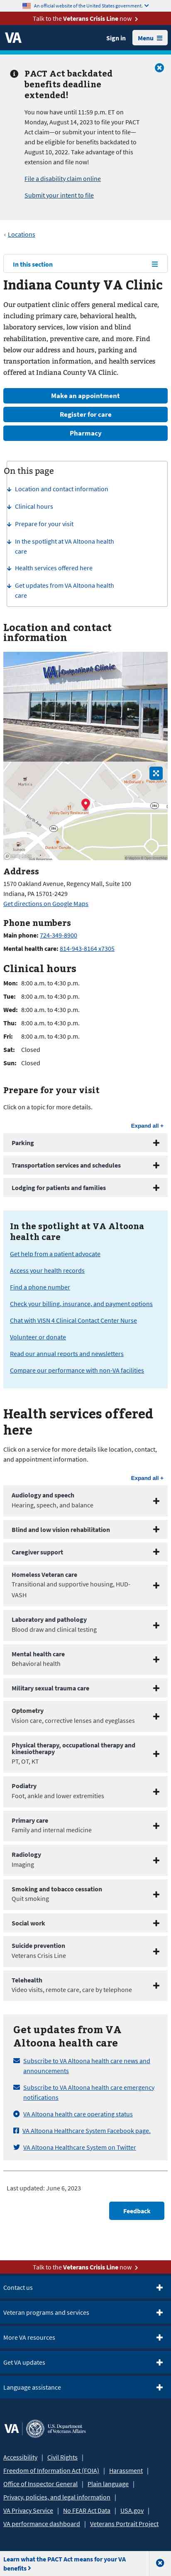 An official website of the United States government.
Talk to the Veterans Crisis Line now
VA
Sign in
Menu
PACT Act backdated
benefits deadline
extended!
You now have until 11:59 p.m. ET on
Monday, August 14, 2023 to file your PACT
Act claim—or submit your intent to file—
and be eligible for benefits backdated to
August 10, 2022. Take advantage of this
extension and file now!
File a disability claim online
Submit your intent to file
‹ Locations
In this section
Indiana County VA Clinic
Our outpatient clinic offers general medical care,
including primary care, behavioral health,
laboratory services, low vision and blind
rehabilitation, preventive care, and more. Find
below our address and hours, parking and
transportation information, and health services
offered at Indiana County VA Clinic.
Make an appointment
Register for care
Pharmacy
On this page
Location and contact information
Clinical hours
Prepare for your visit
In the spotlight at VA Altoona health
care
Health services offered here
Get updates from VA Altoona health
care
Location and contact
information
Address
1570 Oakland Avenue, Regency Mall, Suite 100
Indiana, PA 15701-2429
Get directions on Google Maps
Phone numbers
Main phone: 724-349-8900
Mental health care: 814-943-8164 x7305
Clinical hours
Mon: 8:00 a.m. to 4:30 p.m.
Tue: 8:00 a.m. to 4:30 p.m.
Wed: 8:00 a.m. to 4:30 p.m.
Thu: 8:00 a.m. to 4:30 p.m.
Fri: 8:00 a.m. to 4:30 p.m.
Sat: Closed
Sun: Closed
Prepare for your visit
Click on a topic for more details.
Expand all +
Parking
Transportation services and schedules
Lodging for patients and families
In the spotlight at VA Altoona
health care
Get help from a patient advocate
Access your health records
Find a phone number
Check your billing, insurance, and payment options
Chat with VISN 4 Clinical Contact Center Nurse
Volunteer or donate
Read our annual reports and newsletters
Compare our performance with non-VA facilities
Health services offered
here
Click on a service for more details like location, contact,
and appointment information.
Expand all +
Audiology and speech
Hearing, speech, and balance
Blind and low vision rehabilitation
Caregiver support
Homeless Veteran care
Transitional and supportive housing, HUD-
VASH
Laboratory and pathology
Blood draw and clinical testing
Mental health care
Behavioral health
Military sexual trauma care
Optometry
Vision care, corrective lenses and eyeglasses
Physical therapy, occupational therapy and
kinesiotherapy
PT, OT, KT
Podiatry
Foot, ankle and lower extremities
Primary care
Family and internal medicine
Radiology
Imaging
Smoking and tobacco cessation
Quit smoking
Social work
Suicide prevention
Veterans Crisis Line
Telehealth
Video visits, remote care, care by telephone
Get updates from VA
Altoona health care
Subscribe to VA Altoona health care news and
announcements
Subscribe to VA Altoona health care emergency
notifications
VA Altoona health care operating status
VA Altoona Healthcare System Facebook page.
VA Altoona Healthcare System on Twitter
Last updated: June 6, 2023
Feedback
Talk to the Veterans Crisis Line now
Contact us
Veteran programs and services
More VA resources
Get VA updates
Language assistance
VA
U.S. Department
of Veterans Affairs
Accessibility | Civil Rights |
Freedom of Information Act (FOIA) | Harassment |
Office of Inspector General | Plain language |
Privacy, policies, and legal information |
VA Privacy Service | No FEAR Act Data | USA.gov |
VA performance dashboard | Veterans Portrait Project
Learn what the PACT Act means for your VA
benefits